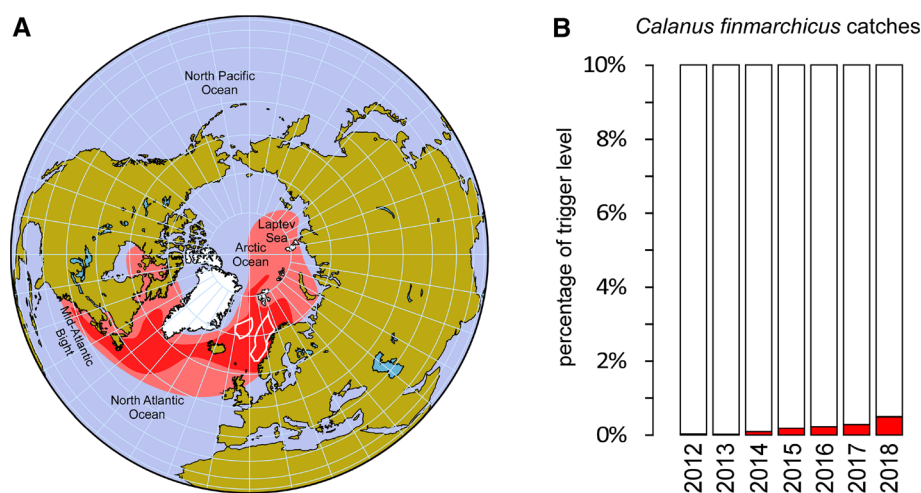 A
North Pacific
Ocean
Laptev
Sea
Arctic
Ocean
Mid-Atlantic
Bight
North Atlantic
Ocean
B
Calanus finmarchicus catches
percentage of trigger level
10%
8%
6%
4%
2%
0%
2012
2013
2014
2015
2016
2017
2018